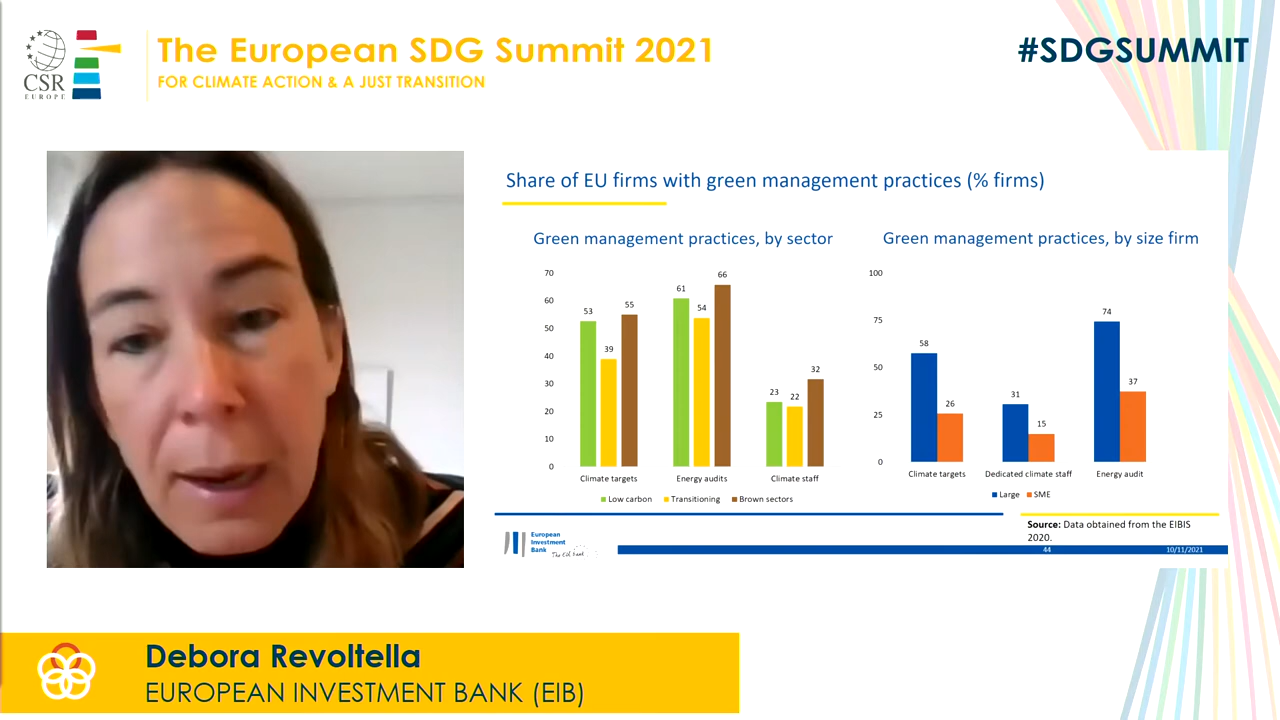 The European SDG Summit 2021
FOR CLIMATE ACTION & A JUST TRANSITION
CSR
EUROPE
#SDGSUMMIT
Share of EU firms with green management practices (% firms)
Green management practices, by sector
70
60
50
40
30
20
10
0
53
39
55
61
54
66
23
22
32
Climate targets
Energy audits
Climate staff
Low carbon
Transitioning
Brown sectors
Green management practices, by size firm
100
75
50
25
0
58
26
31
15
74
37
Climate targets
Dedicated climate staff
Energy audit
Large
SME
Source: Data obtained from the EIBIS
2020.
European
Investment
Bank
The EU bank
44
10/11/2021
Debora Revoltella
EUROPEAN INVESTMENT BANK (EIB)